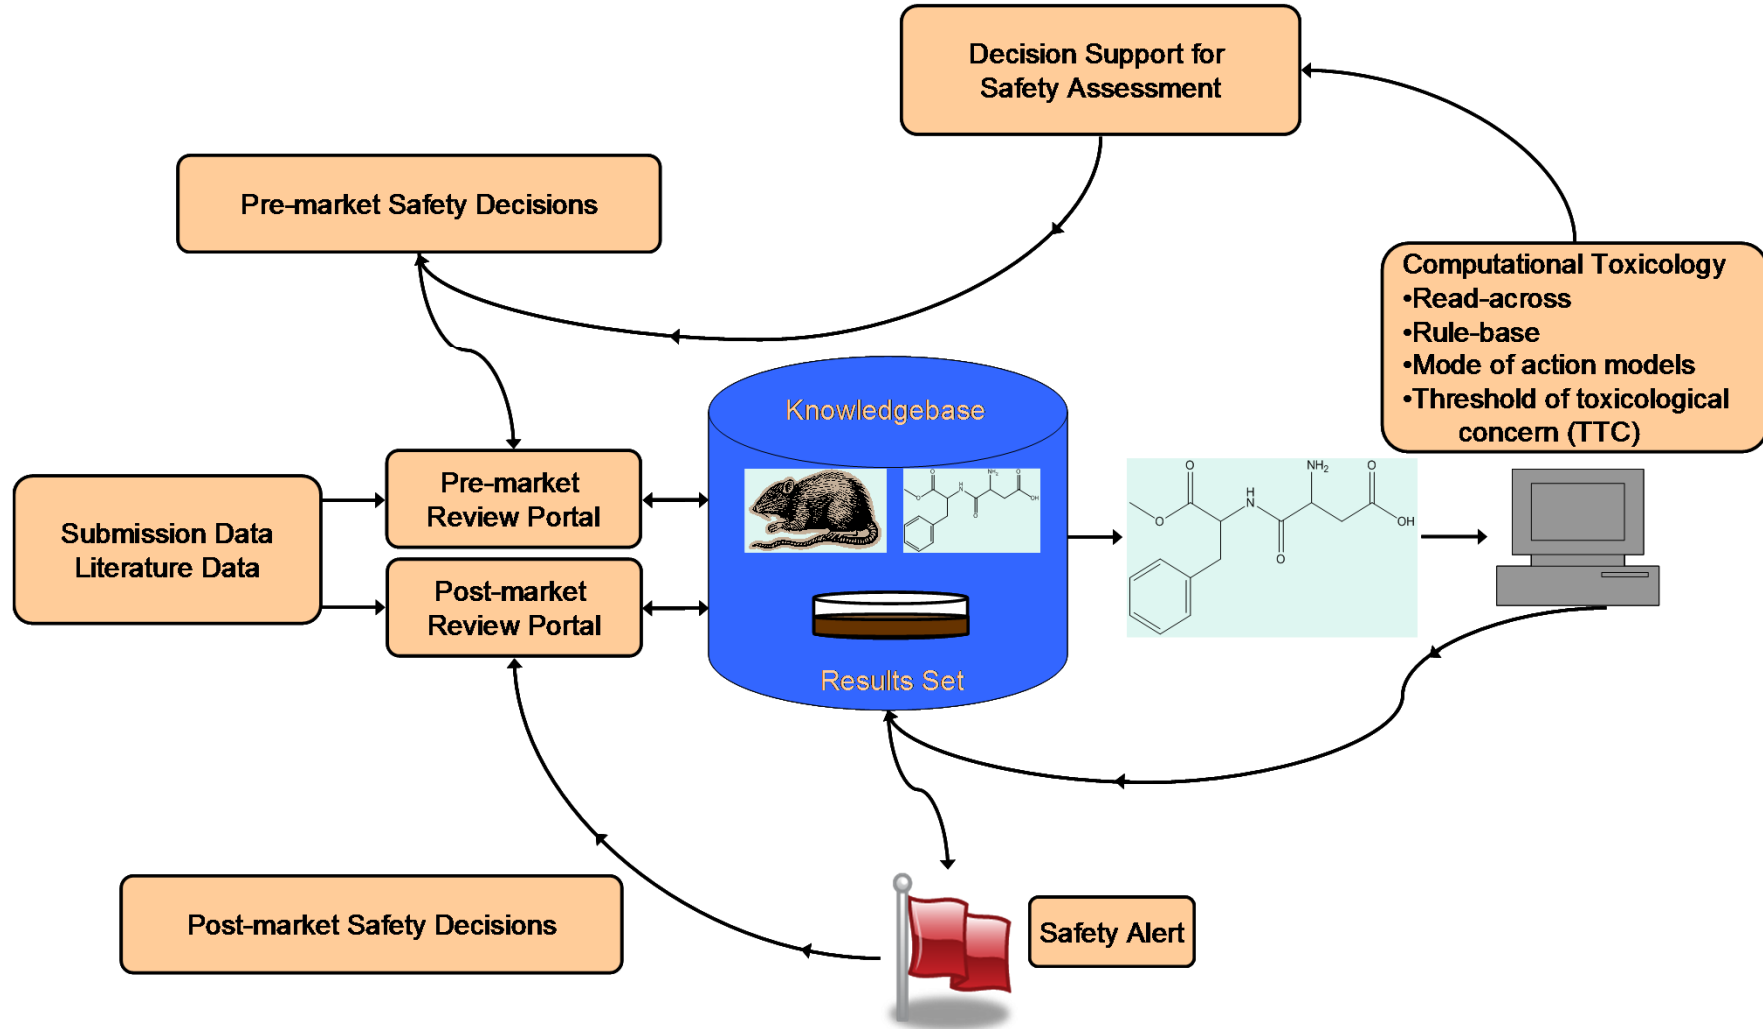 Decision Support for
Safety Assessment
Pre-market Safety Decisions
Computational Toxicology
•Read-across
•Rule-base
•Mode of action models
•Threshold of toxicological
concern (TTC)
Knowledgebase
Pre-market
Review Portal
Submission Data
Literature Data
Post-market
Review Portal
O
NH₂
O
O
H
N
O
OH
O
NH₂
O
O
H
N
O
OH
Results Set
Post-market Safety Decisions
Safety Alert